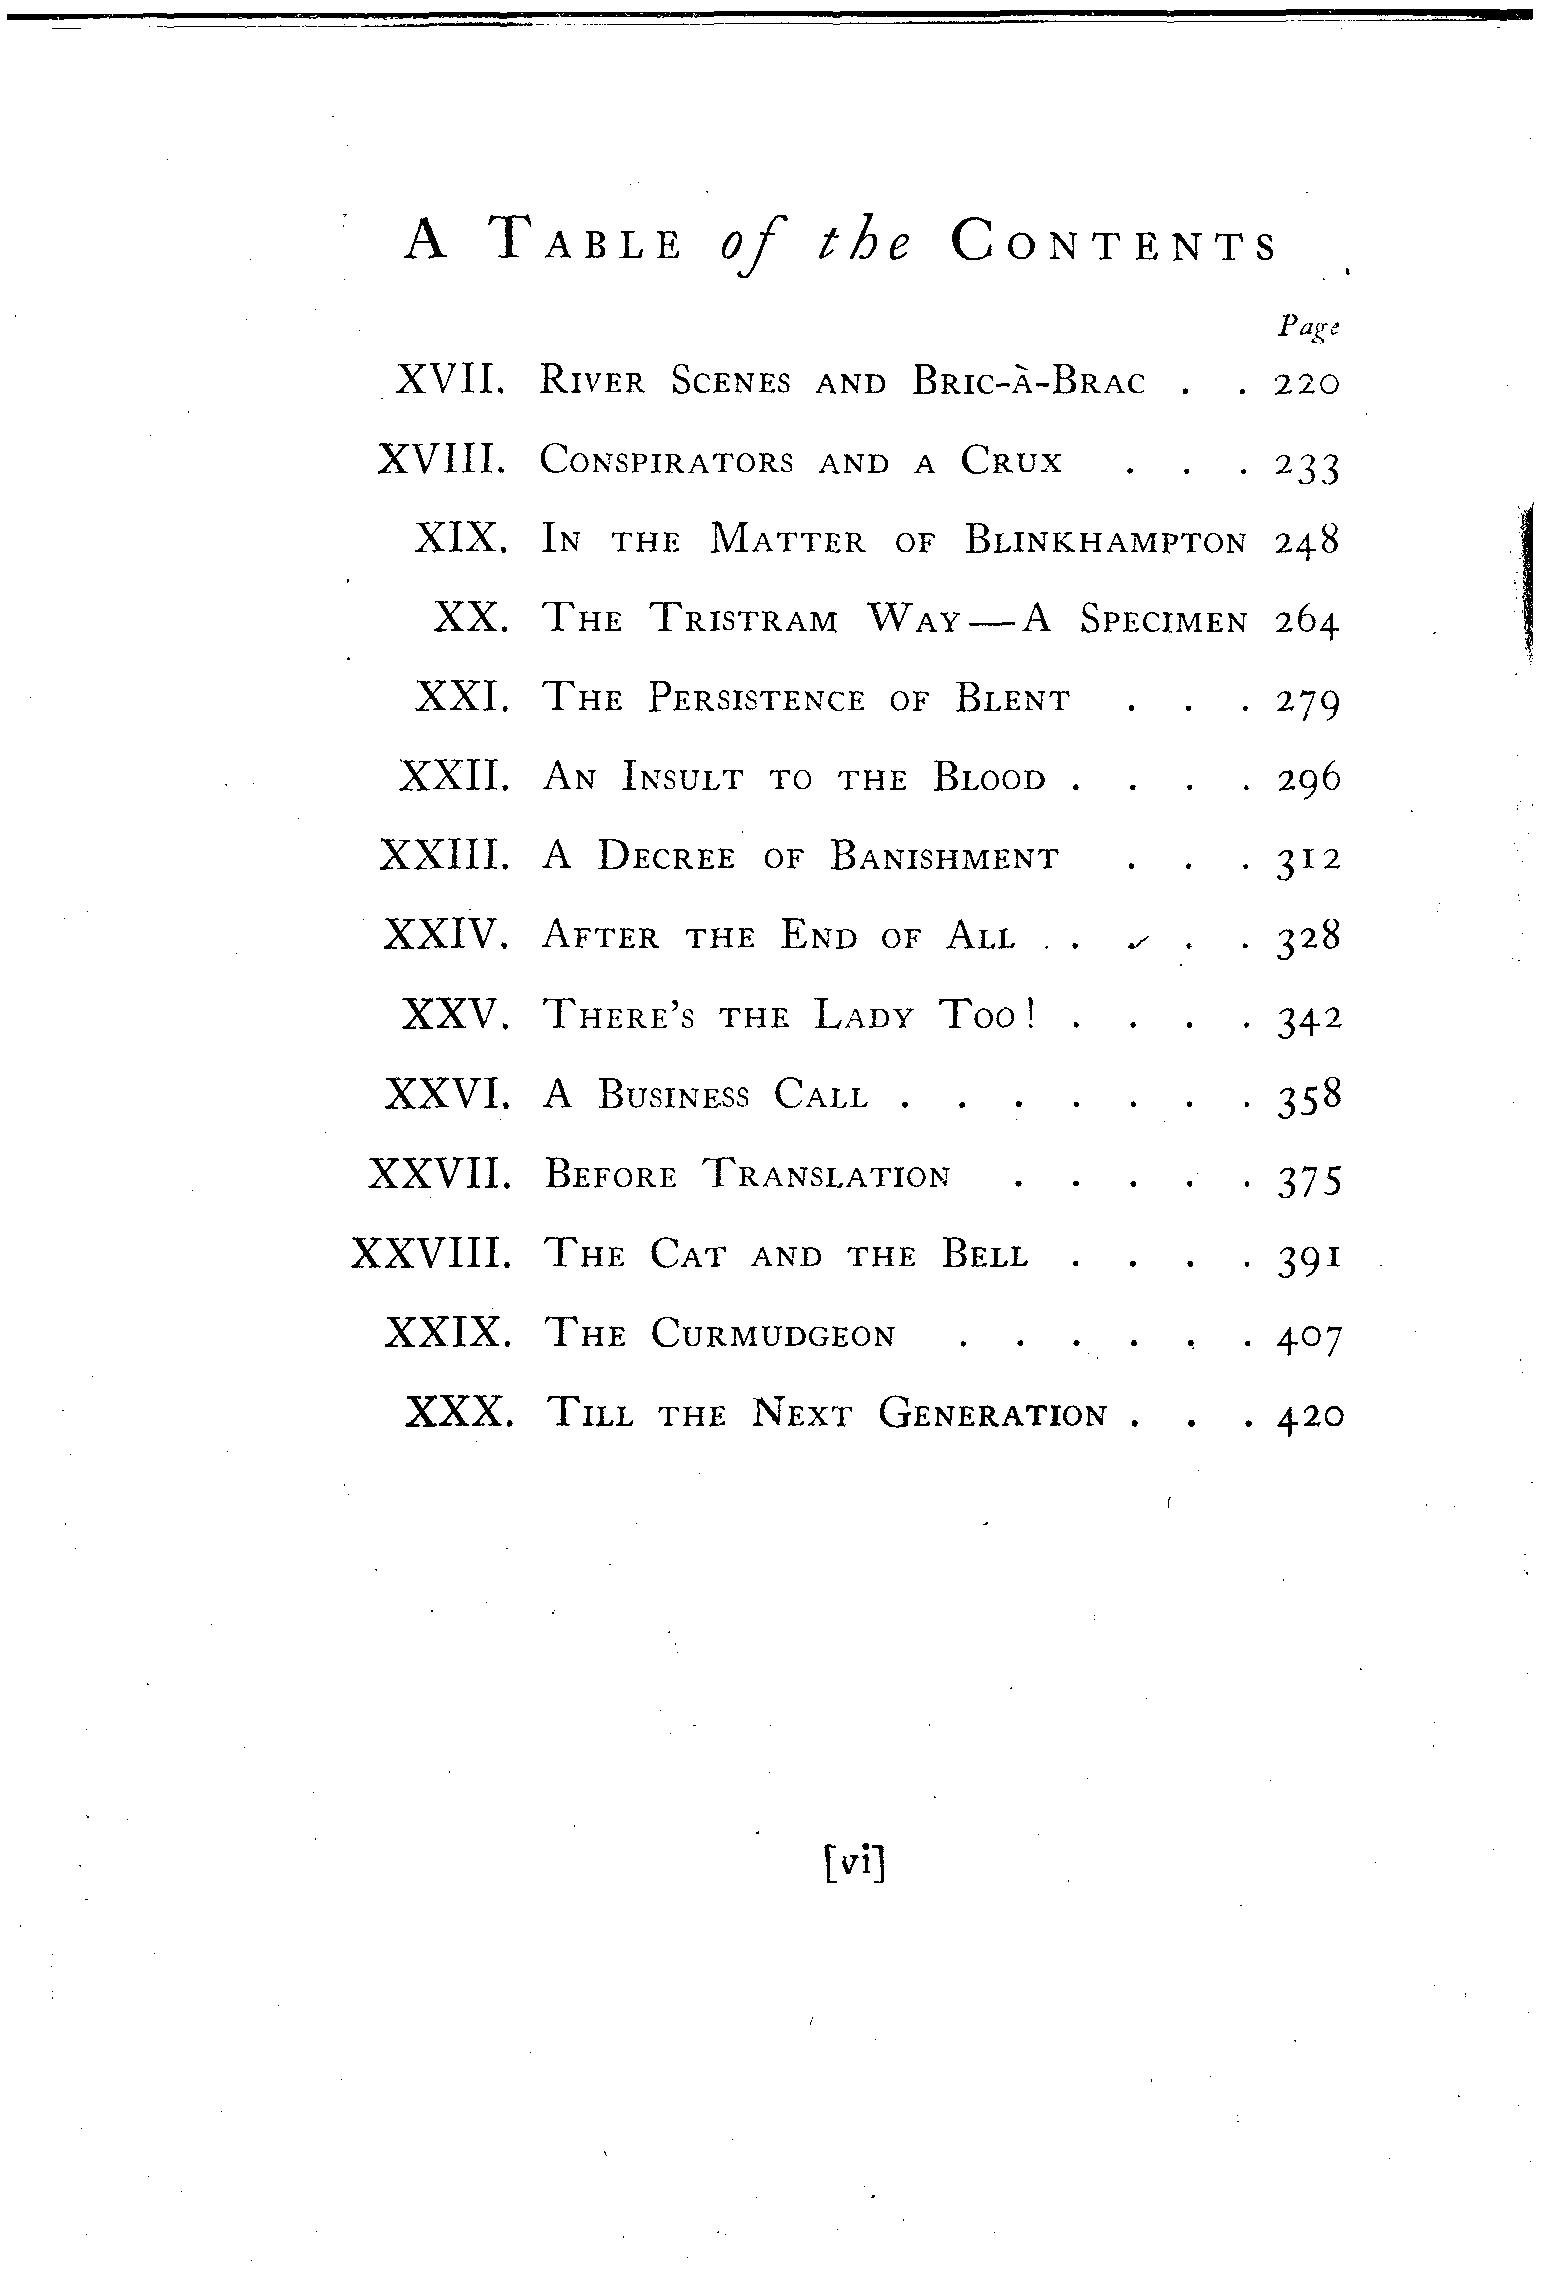 A TABLE of the CONTENTS
Page
XVII. RIVER SCENES AND BRIC-À-BRAC . . 220
XVIII. CONSPIRATORS AND A CRUX . . . 233
XIX. IN THE MATTER OF BLINKHAMPTON 248
XX. THE TRISTRAM WAY—A SPECIMEN 264
XXI. THE PERSISTENCE OF BLENT . . . 279
XXII. AN INSULT TO THE BLOOD . . . . 296
XXIII. A DECREE OF BANISHMENT . . . 312
XXIV. AFTER THE END OF ALL . . . . 328
XXV. THERE'S THE LADY TOO! . . . . 342
XXVI. A BUSINESS CALL . . . . . . . 358
XXVII. BEFORE TRANSLATION . . . . . 375
XXVIII. THE CAT AND THE BELL . . . . 391
XXIX. THE CURMUDGEON . . . . . . 407
XXX. TILL THE NEXT GENERATION . . . 420
[vi]